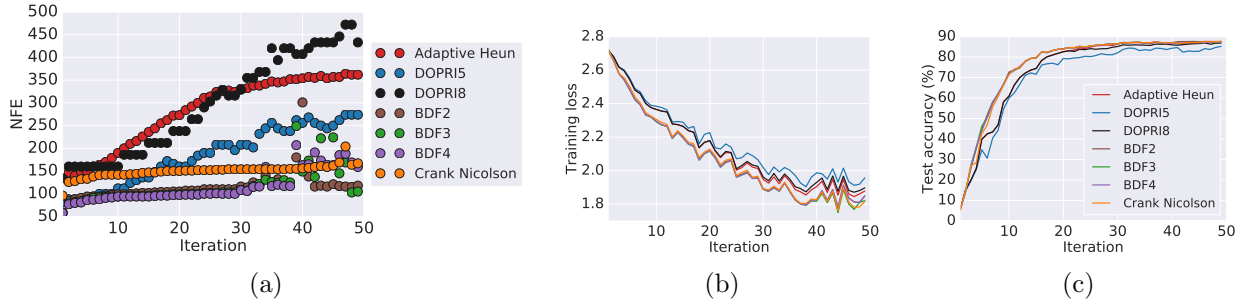 500
450
400
350
300
250
200
150
100
50
NFE
10
20
30
40
50
Iteration
Adaptive Heun
DOPRI5
DOPRI8
BDF2
BDF3
BDF4
Crank Nicolson
(a)
2.8
2.6
2.4
2.2
2.0
1.8
Training loss
10
20
30
40
50
Iteration
(b)
90
80
70
60
50
40
30
20
10
0
Test accuracy (%)
10
20
30
40
50
Iteration
Adaptive Heun
DOPRI5
DOPRI8
BDF2
BDF3
BDF4
Crank Nicolson
(c)